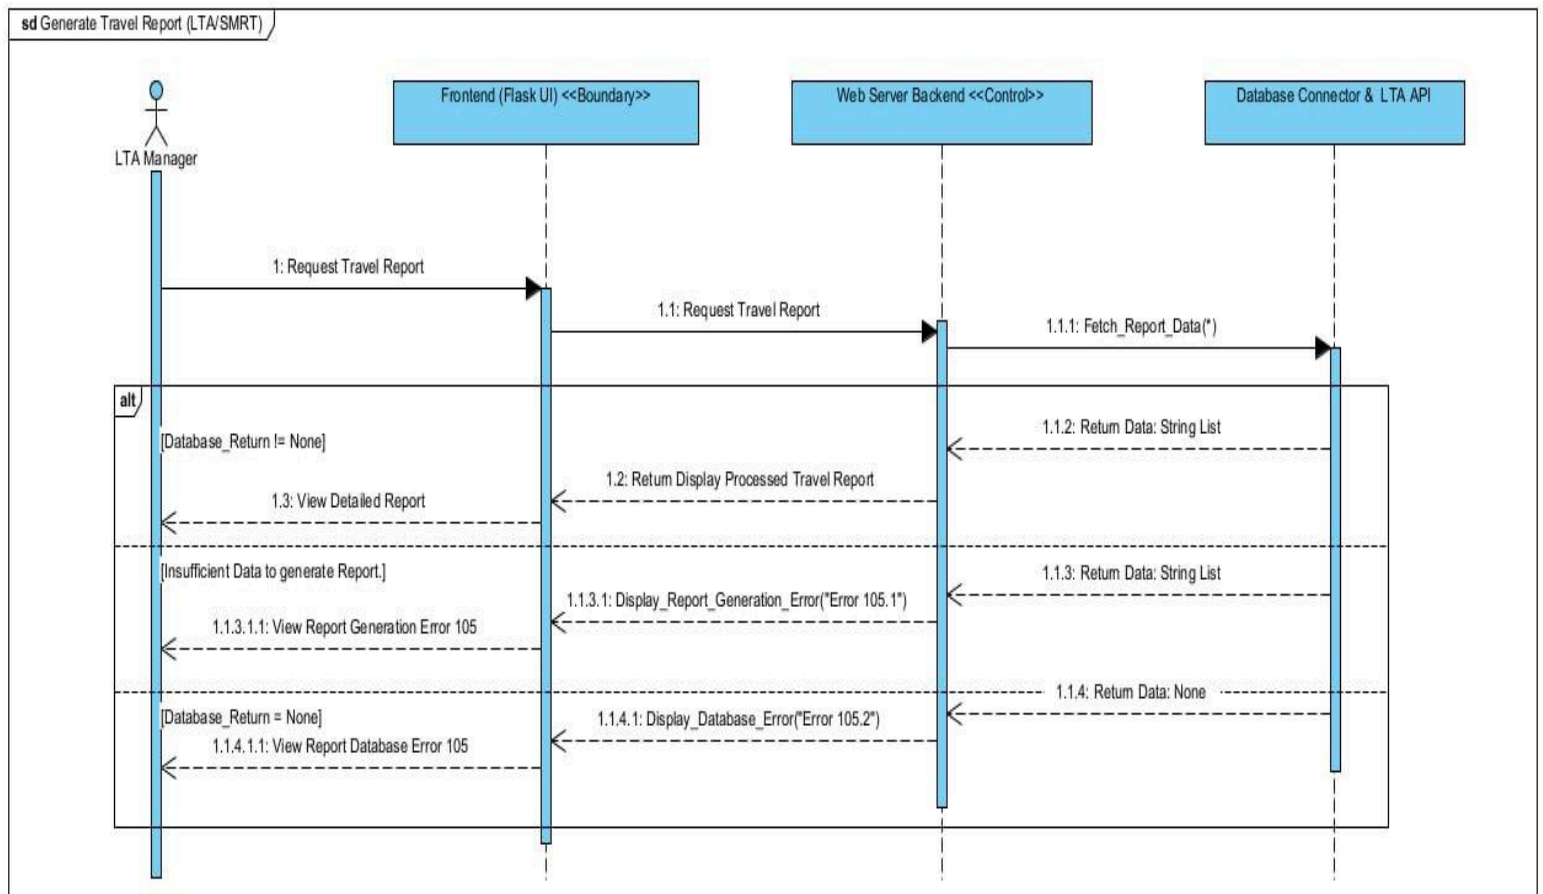 sd Generate Travel Report (LTA/SMRT)
Frontend (Flask UI) <<Boundary>>
Web Server Backend <<Control>>
Database Connector & LTA API
LTA Manager
1: Request Travel Report
1.1: Request Travel Report
1.1.1: Fetch_Report_Data(*)
alt
[Database_Return != None]
1.1.2: Return Data: String List
1.2: Return Display Processed Travel Report
1.3: View Detailed Report
[Insufficient Data to generate Report.]
1.1.3: Return Data: String List
1.1.3.1: Display_Report_Generation_Error("Error 105.1")
1.1.3.1.1: View Report Generation Error 105
1.1.4: Return Data: None
[Database_Return = None]
1.1.4.1: Display_Database_Error("Error 105.2")
1.1.4.1.1: View Report Database Error 105